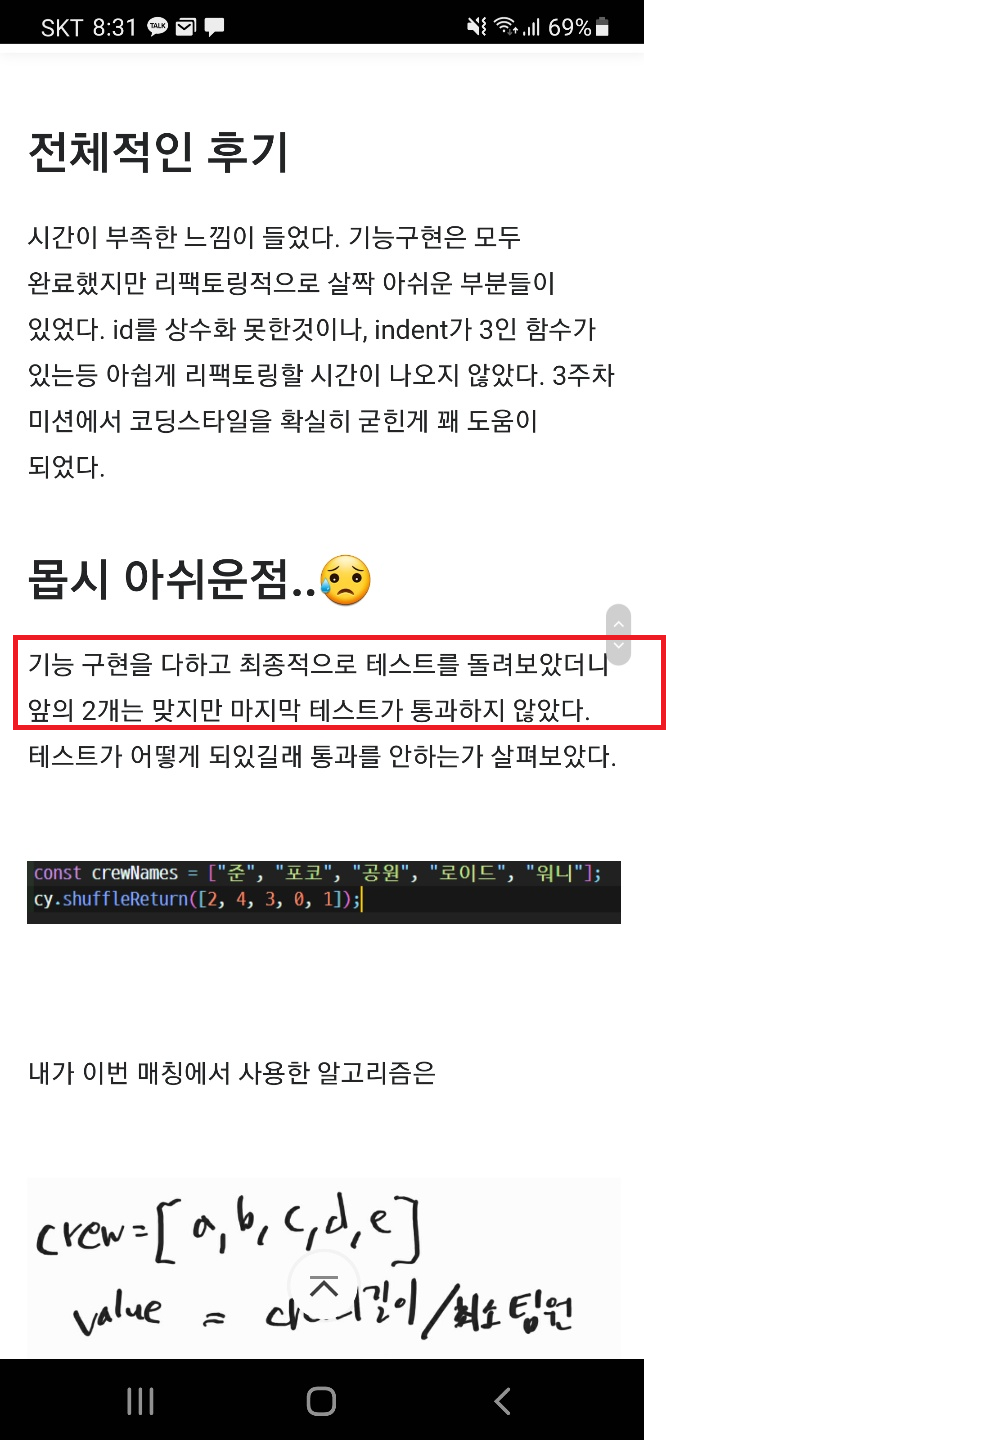 SKT 8:31 TALK 69%
전체적인 후기
시간이 부족한 느낌이 들었다. 기능구현은 모두
완료했지만 리팩토링적으로 살짝 아쉬운 부분들이
있었다. id를 상수화 못한것이나, indent가 3인 함수가
있는등 아쉽게 리팩토링할 시간이 나오지 않았다. 3주차
미션에서 코딩스타일을 확실히 굳힌게 꽤 도움이
되었다.
몹시 아쉬운점..😥
기능 구현을 다하고 최종적으로 테스트를 돌려보았더니
앞의 2개는 맞지만 마지막 테스트가 통과하지 않았다.
테스트가 어떻게 되있길래 통과를 안하는가 살펴보았다.
const crewNames = ["준", "포코", "공원", "로이드", "워니"];
cy.shuffleReturn([2, 4, 3, 0, 1]);
내가 이번 매칭에서 사용한 알고리즘은
crew=[a, b, c, d, e]
value = 길이/최소팀원